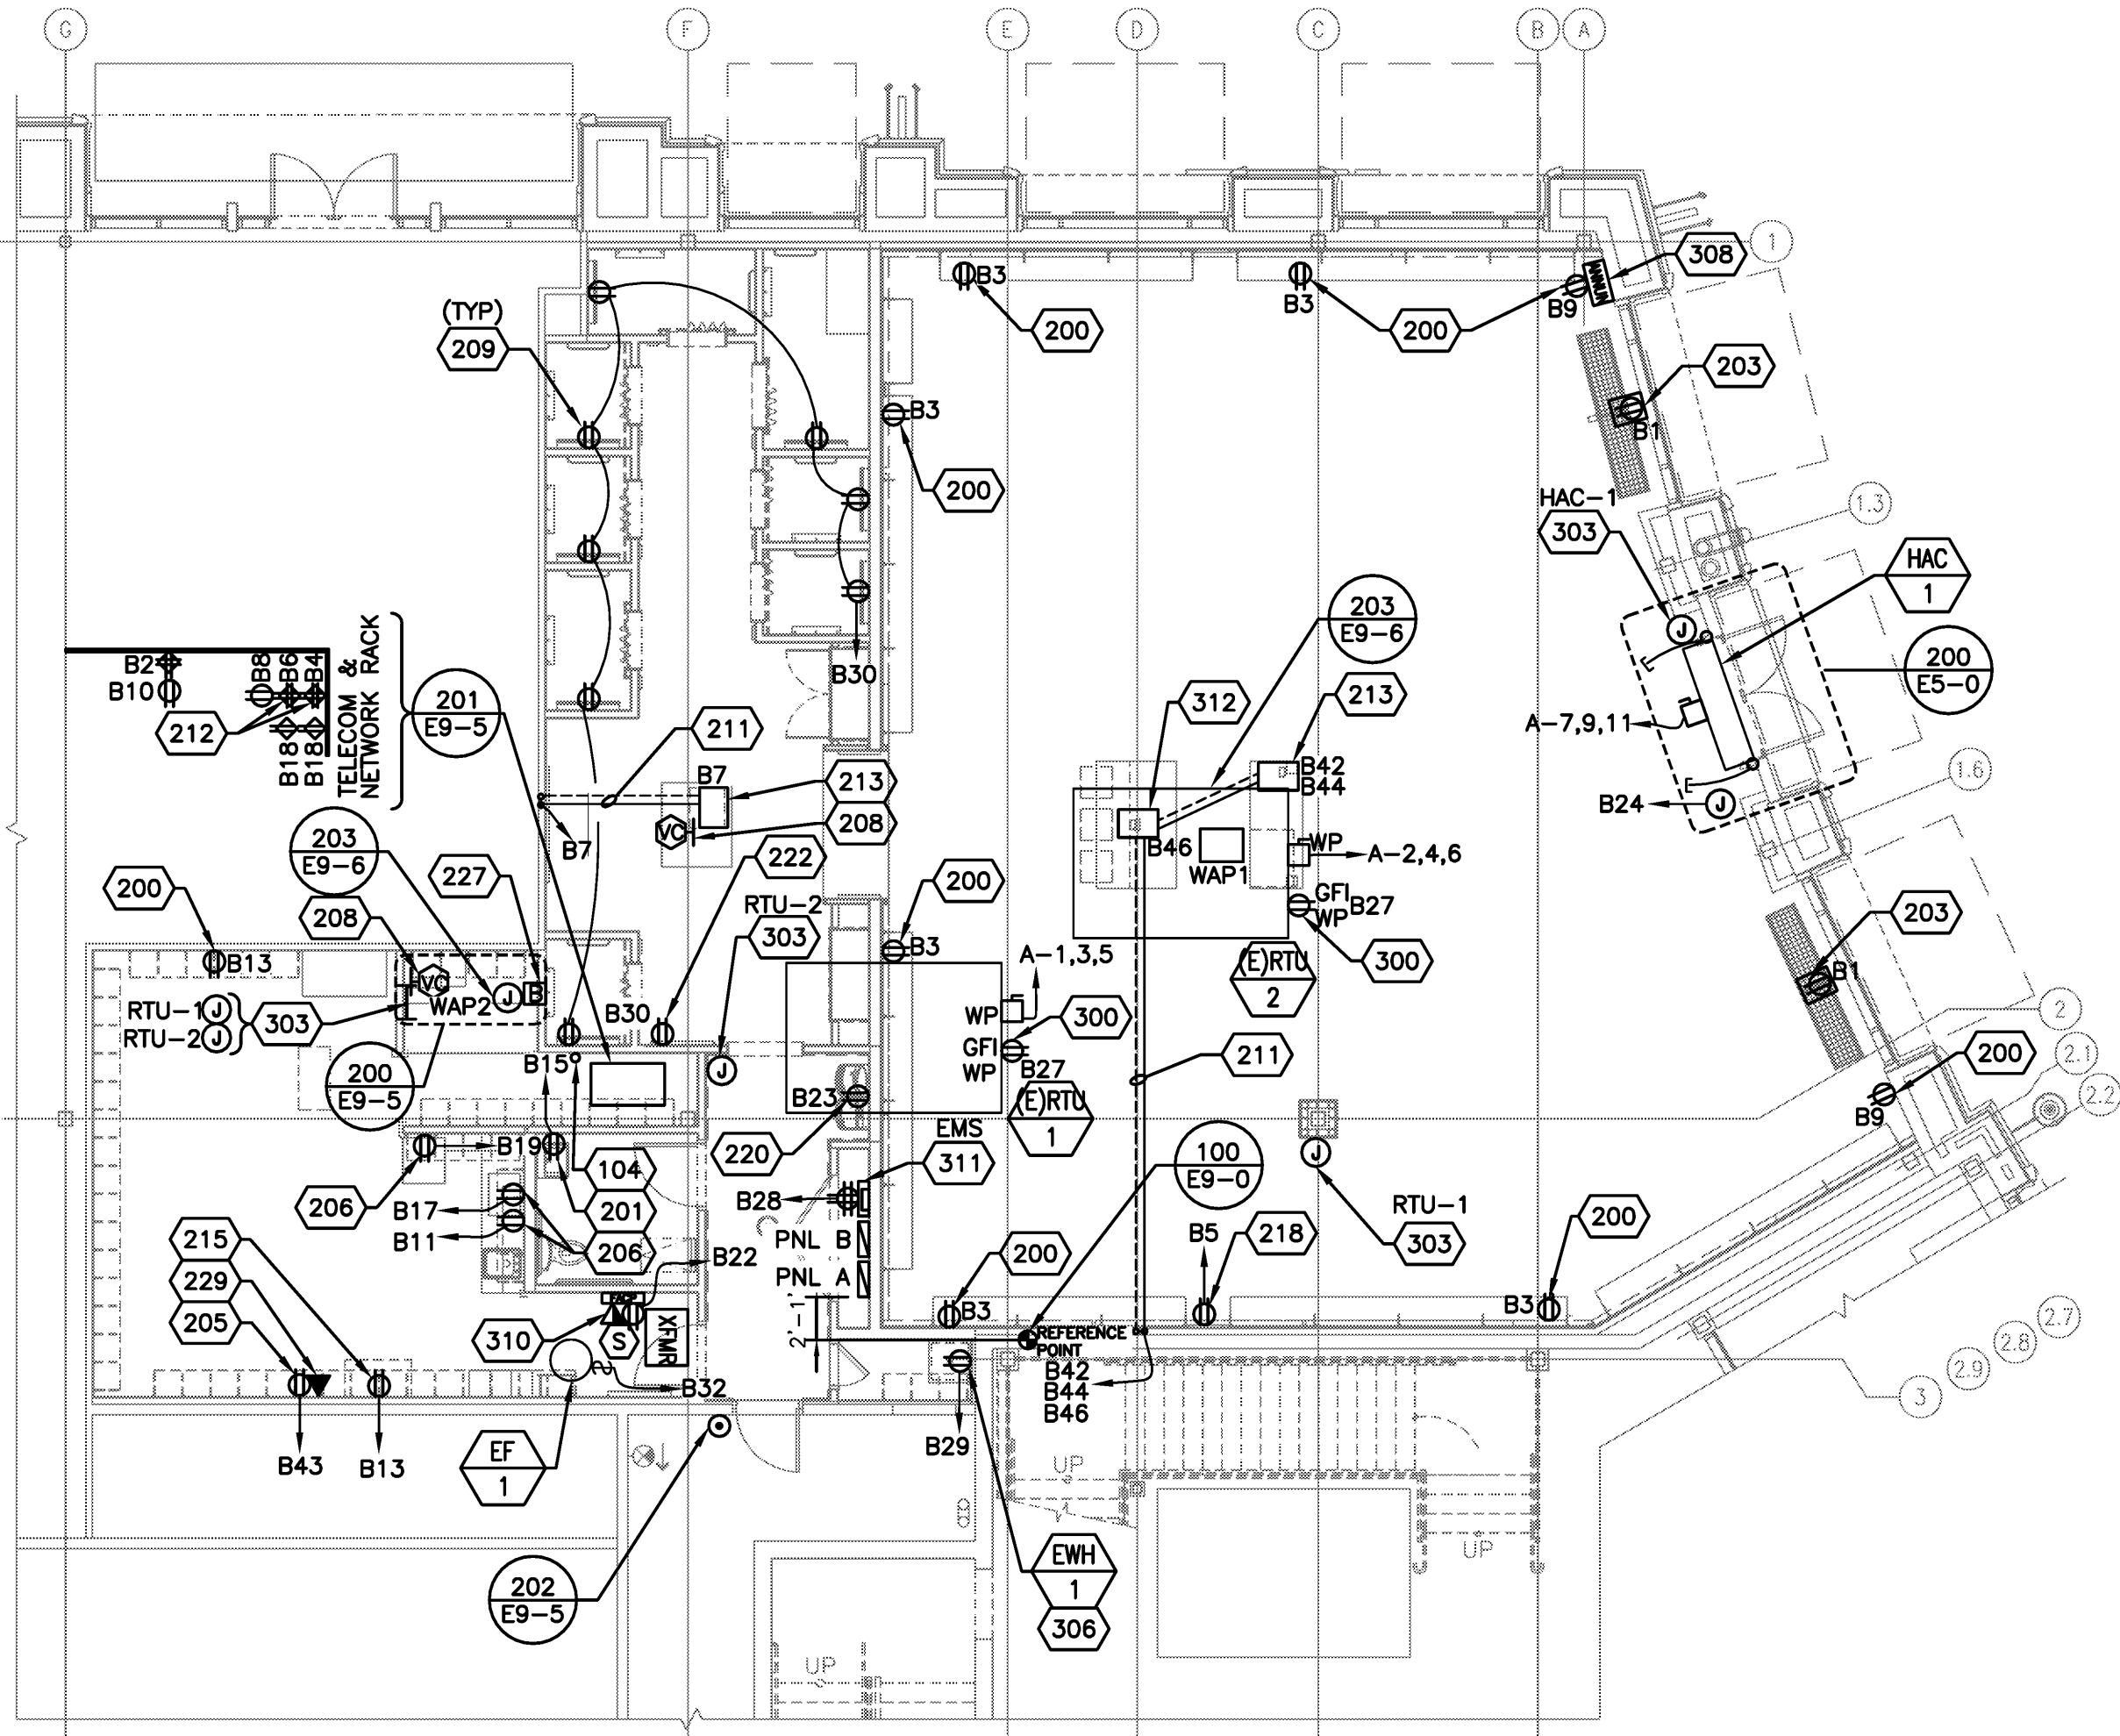 G
F
E
D
C
B
A
1
308
B3
B3
B9
200
200
(TYP)
209
203
B1
B3
200
HAC-1
303
1.3
HAC
1
203
E9-6
200
E5-0
B2
B10
B8
B6
B4
212
B18
B18
TELECOM &
NETWORK RACK
201
E9-5
B30
211
312
213
B42
B44
A-7,9,11
B7
213
208
VC
B7
1.6
B24
203
E9-6
227
222
B46
WAP1
WP
A-2,4,6
200
208
RTU-2
303
200
B3
GFI
WP
B27
300
203
B1
B13
VC
WAP2
J
B
RTU-1
RTU-2
303
B30
A-1,3,5
WP
300
(E)RTU
2
2
GFI
WP
B27
211
200
2.1
2.2
B9
200
E9-5
B15
J
B23
(E)RTU
1
220
EMS
311
100
E9-0
J
B19
104
206
B17
201
B28
B11
206
PNL B
PNL A
B22
RTU-1
303
200
B5
218
200
215
229
205
FACP
310
S
XFMR
2'-1"
B3
REFERENCE
POINT
B42
B44
B46
B3
2.7
2.8
2.9
3
B32
B43
B13
EF
1
B29
UP
UP
202
E9-5
EWH
1
306
UP
ANNUN
J
J
J
J
2